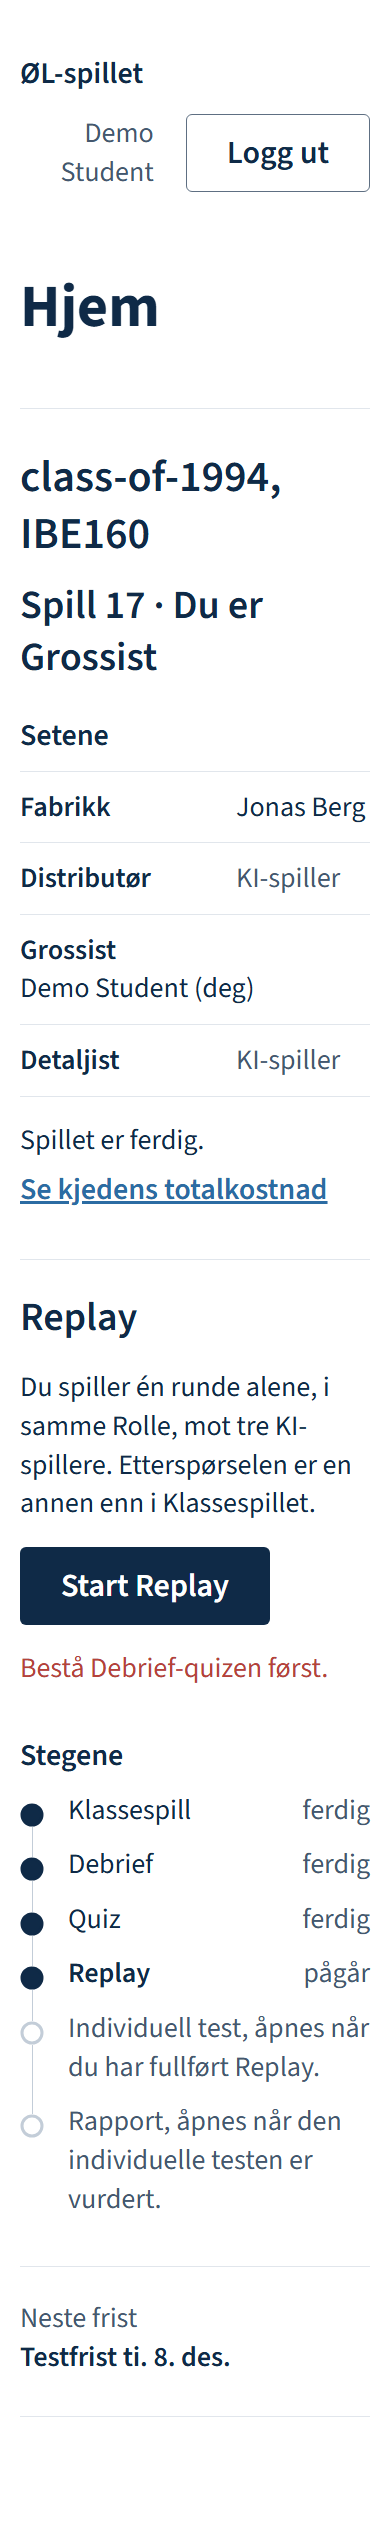 ØL-spillet
Demo
Student
Logg ut
Hjem
class-of-1994,
IBE160
Spill 17 · Du er
Grossist
Setene
Fabrikk Jonas Berg
Distributør KI-spiller
Grossist
Demo Student (deg)
Detaljist KI-spiller
Spillet er ferdig.
Se kjedens totalkostnad
Replay
Du spiller én runde alene, i
samme Rolle, mot tre KI-
spillere. Etterspørselen er en
annen enn i Klassespillet.
Start Replay
Bestå Debrief-quizen først.
Stegene
Klassespill ferdig
Debrief ferdig
Quiz ferdig
Replay pågår
Individuell test, åpnes når
du har fullført Replay.
Rapport, åpnes når den
individuelle testen er
vurdert.
Neste frist
Testfrist ti. 8. des.